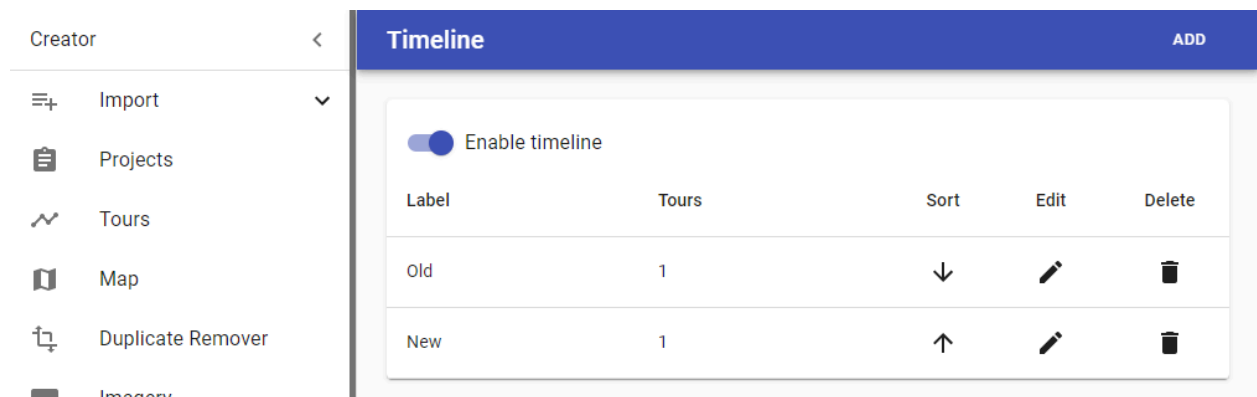 Creator
Import
Projects
Tours
Map
Duplicate Remover
Imagery
Timeline
ADD
Enable timeline
Label Tours Sort Edit Delete
Old 1
New 1